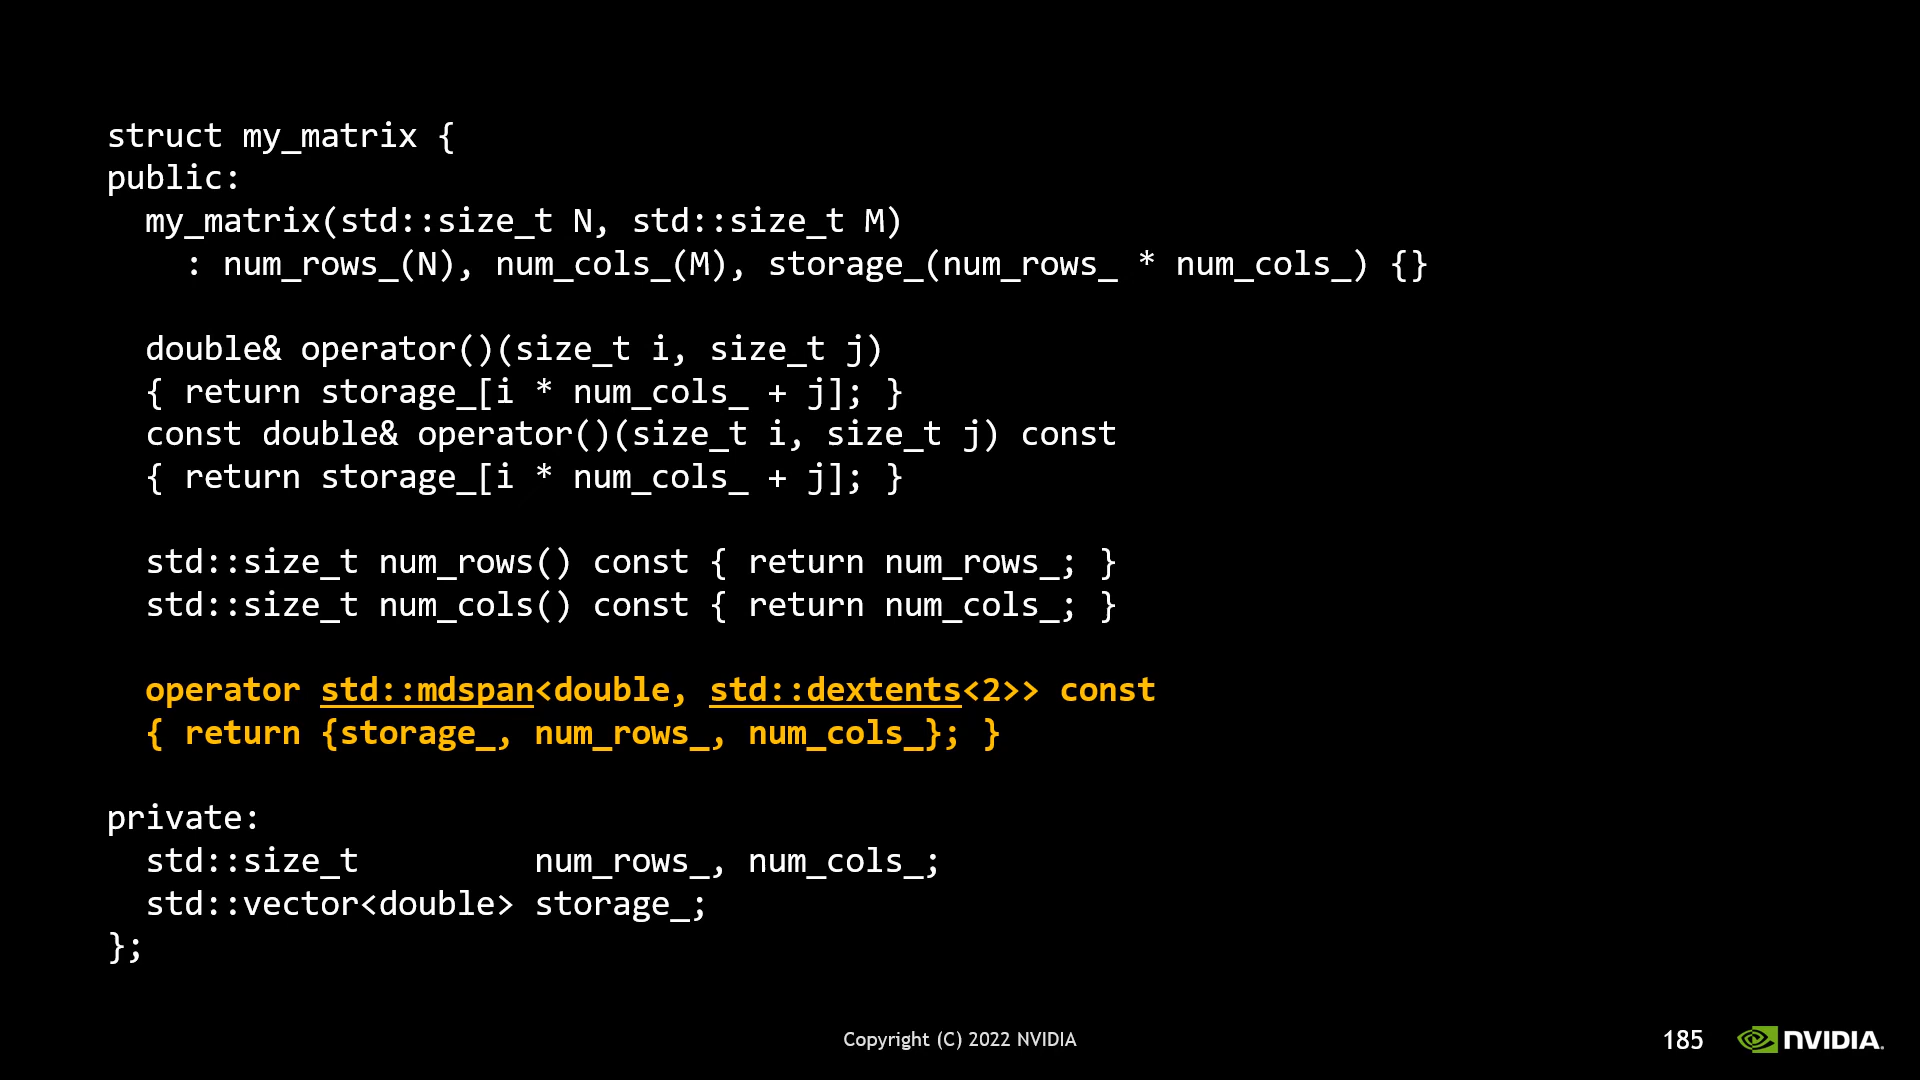 struct my_matrix {
public:
  my_matrix(std::size_t N, std::size_t M)
    : num_rows_(N), num_cols_(M), storage_(num_rows_ * num_cols_) {}

  double& operator()(size_t i, size_t j)
  { return storage_[i * num_cols_ + j]; }
  const double& operator()(size_t i, size_t j) const
  { return storage_[i * num_cols_ + j]; }

  std::size_t num_rows() const { return num_rows_; }
  std::size_t num_cols() const { return num_cols_; }

  operator std::mdspan<double, std::dextents<2>> const
  { return {storage_, num_rows_, num_cols_}; }

private:
  std::size_t         num_rows_, num_cols_;
  std::vector<double> storage_;
};
Copyright (C) 2022 NVIDIA
185
NVIDIA.